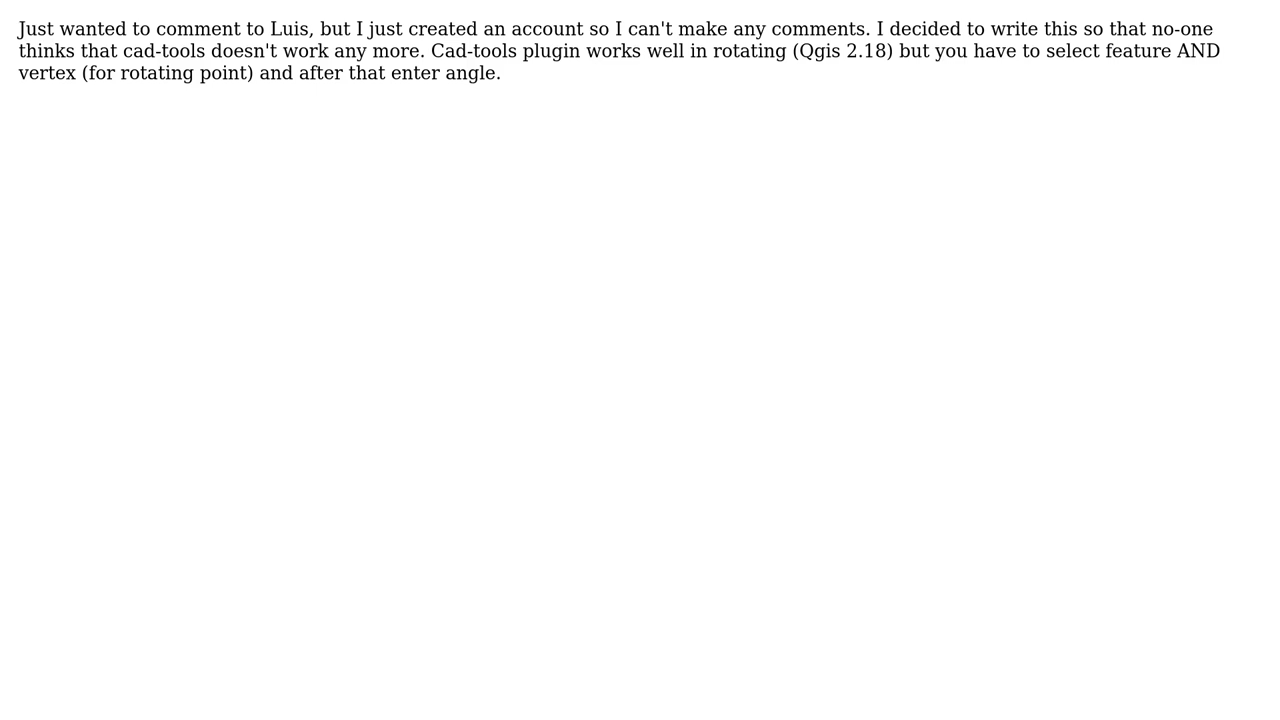 Just wanted to comment to Luis, but I just created an account so I can't make any comments. I decided to write this so that no-one
thinks that cad-tools doesn't work any more. Cad-tools plugin works well in rotating (Qgis 2.18) but you have to select feature AND
vertex (for rotating point) and after that enter angle.